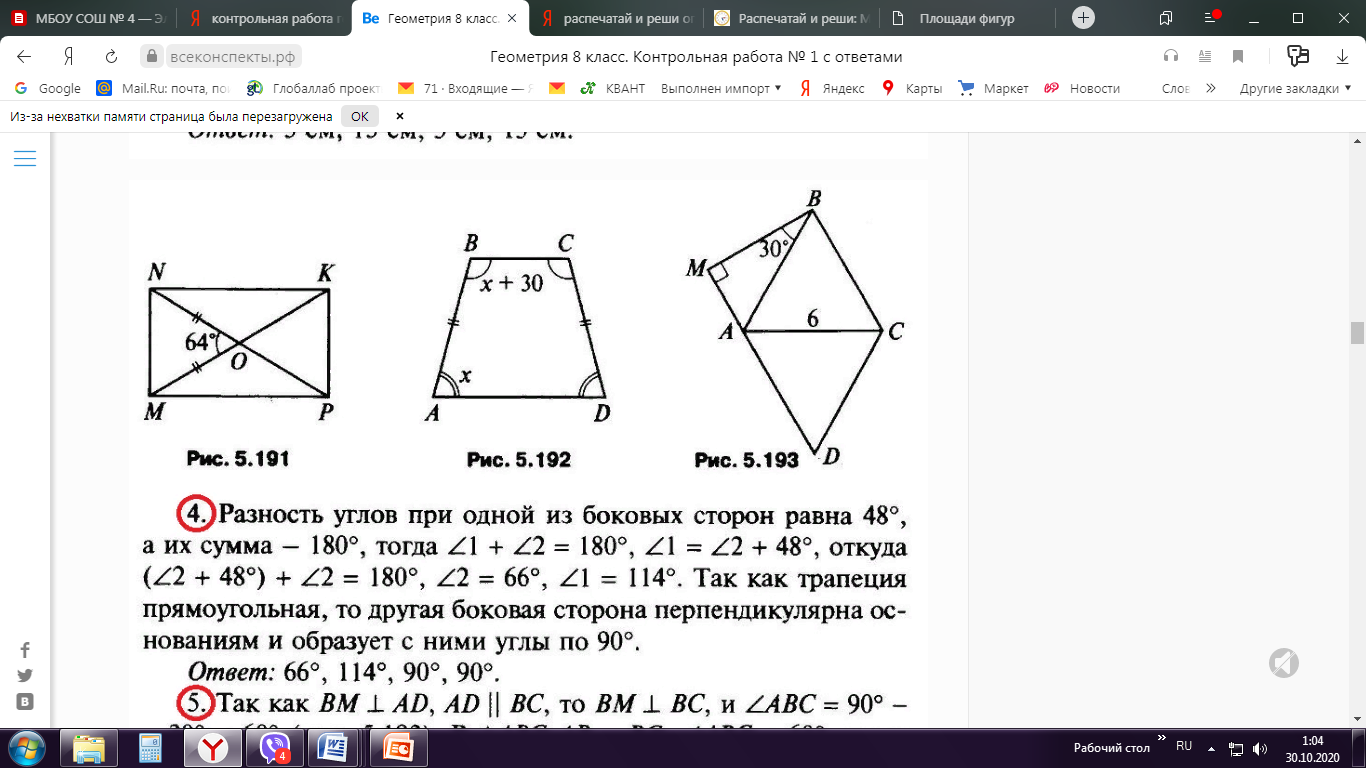 МБОУ СОШ № 4 — Э
контрольная работа г
Геометрия 8 класс.
распечатай и реши ог
Распечатай и реши: М
Площади фигур
всеконспекты.рф
Геометрия 8 класс. Контрольная работа № 1 с ответами
Google
Mail.Ru: почта, по
Глобаллаб проект
71 · Входящие — Я
КВАНТ
Выполнен импорт
Яндекс
Карты
Маркет
Новости
Слов
Другие закладки
Из-за нехватки памяти страница была перезагружена
ОК
N K
64°
O
M P
Рис. 5.191
B C
x + 30
x
A D
Рис. 5.192
B
30°
M
6
A C
D
Рис. 5.193
4. Разность углов при одной из боковых сторон равна 48°,
а их сумма – 180°, тогда ∠1 + ∠2 = 180°, ∠1 = ∠2 + 48°, откуда
(∠2 + 48°) + ∠2 = 180°, ∠2 = 66°, ∠1 = 114°. Так как трапеция
прямоугольная, то другая боковая сторона перпендикулярна ос-
нованиям и образует с ними углы по 90°.
Ответ: 66°, 114°, 90°, 90°.
5. Так как BM ⊥ AD, AD || BC, то BM ⊥ BC, и ∠ABC = 90° –
4
Рабочий стол
RU
1:04
30.10.2020